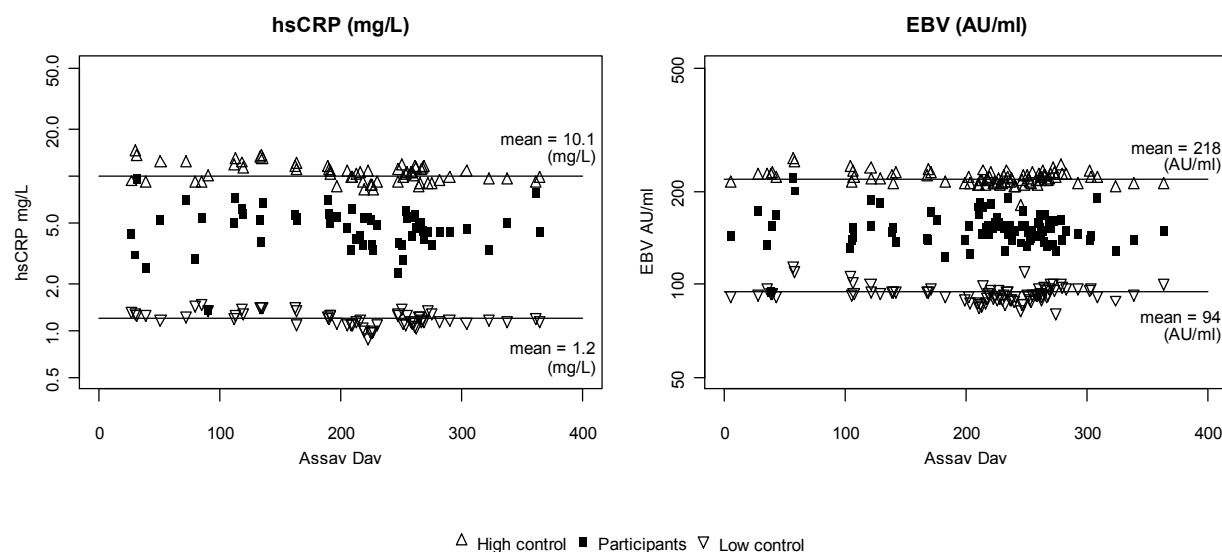 hsCRP (mg/L)
hsCRP mg/L
50.0
20.0
5.0
2.0
1.0
0.5
mean = 10.1
(mg/L)
mean = 1.2
(mg/L)
0 100 200 300 400
Assay Day
EBV (AU/ml)
EBV AU/ml
500
200
100
50
mean = 218
(AU/ml)
mean = 94
(AU/ml)
0 100 200 300 400
Assay Day
High control Participants Low control